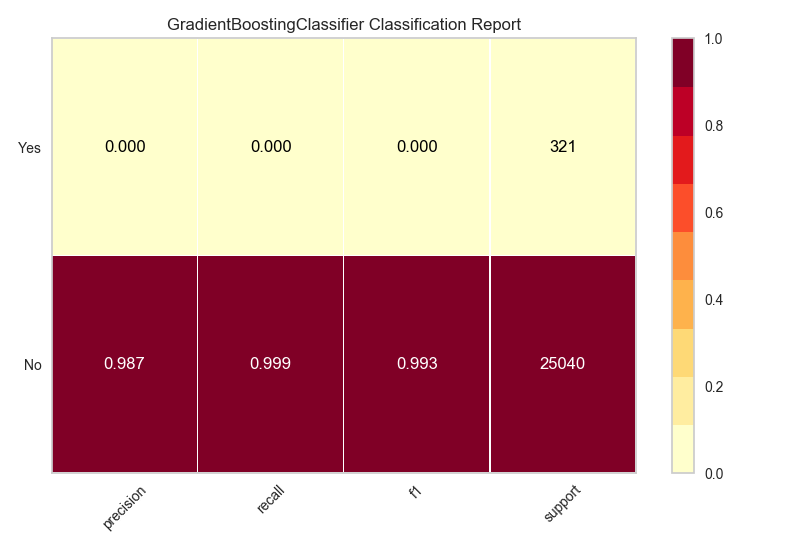 GradientBoostingClassifier Classification Report
Yes 0.000 0.000 0.000 321
No 0.987 0.999 0.993 25040
precision recall f1 support
1.0
0.8
0.6
0.4
0.2
0.0